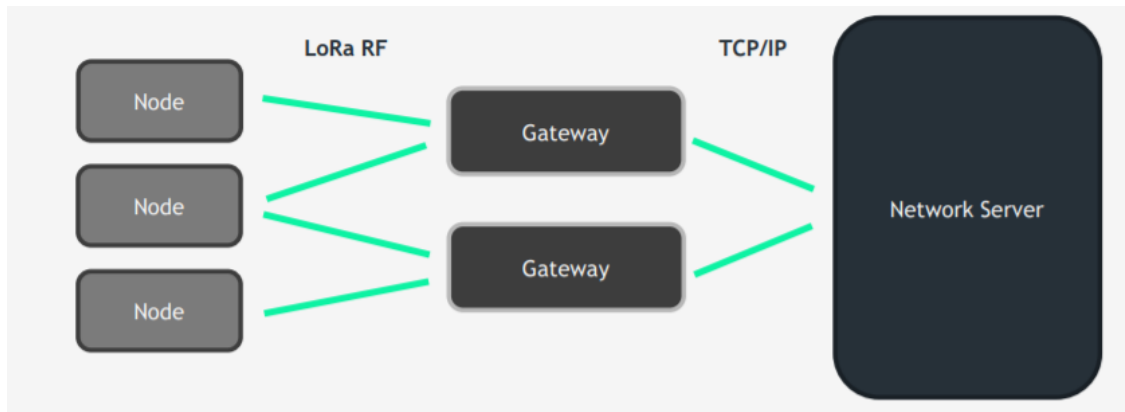 LoRa RF
TCP/IP
Node
Node
Node
Gateway
Gateway
Network Server